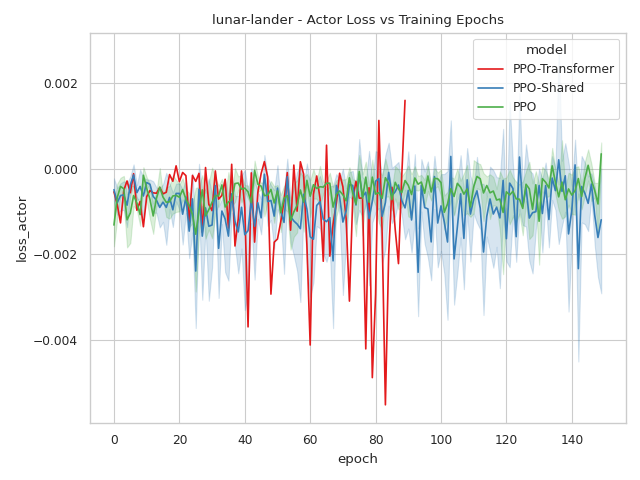 lunar-lander - Actor Loss vs Training Epochs
model
PPO-Transformer
PPO-Shared
PPO
loss_actor
0.002
0.000
−0.002
−0.004
0 20 40 60 80 100 120 140
epoch